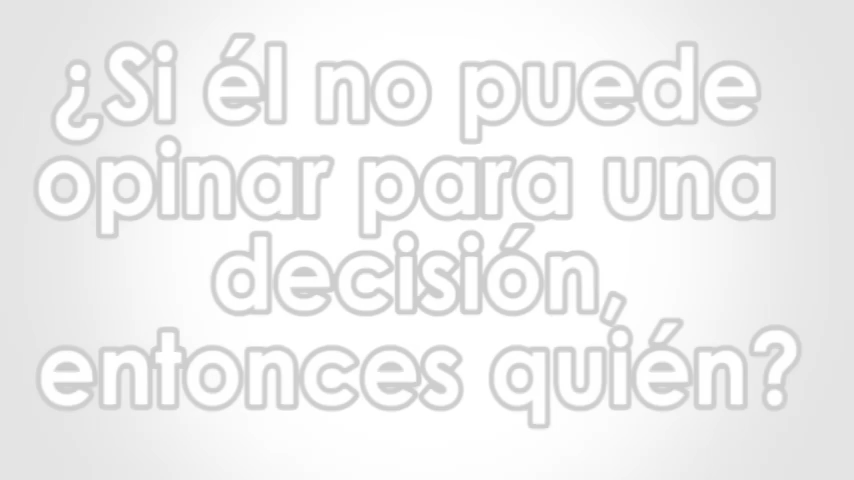 ¿Si él no puede
opinar para una
decisión,
entonces quién?